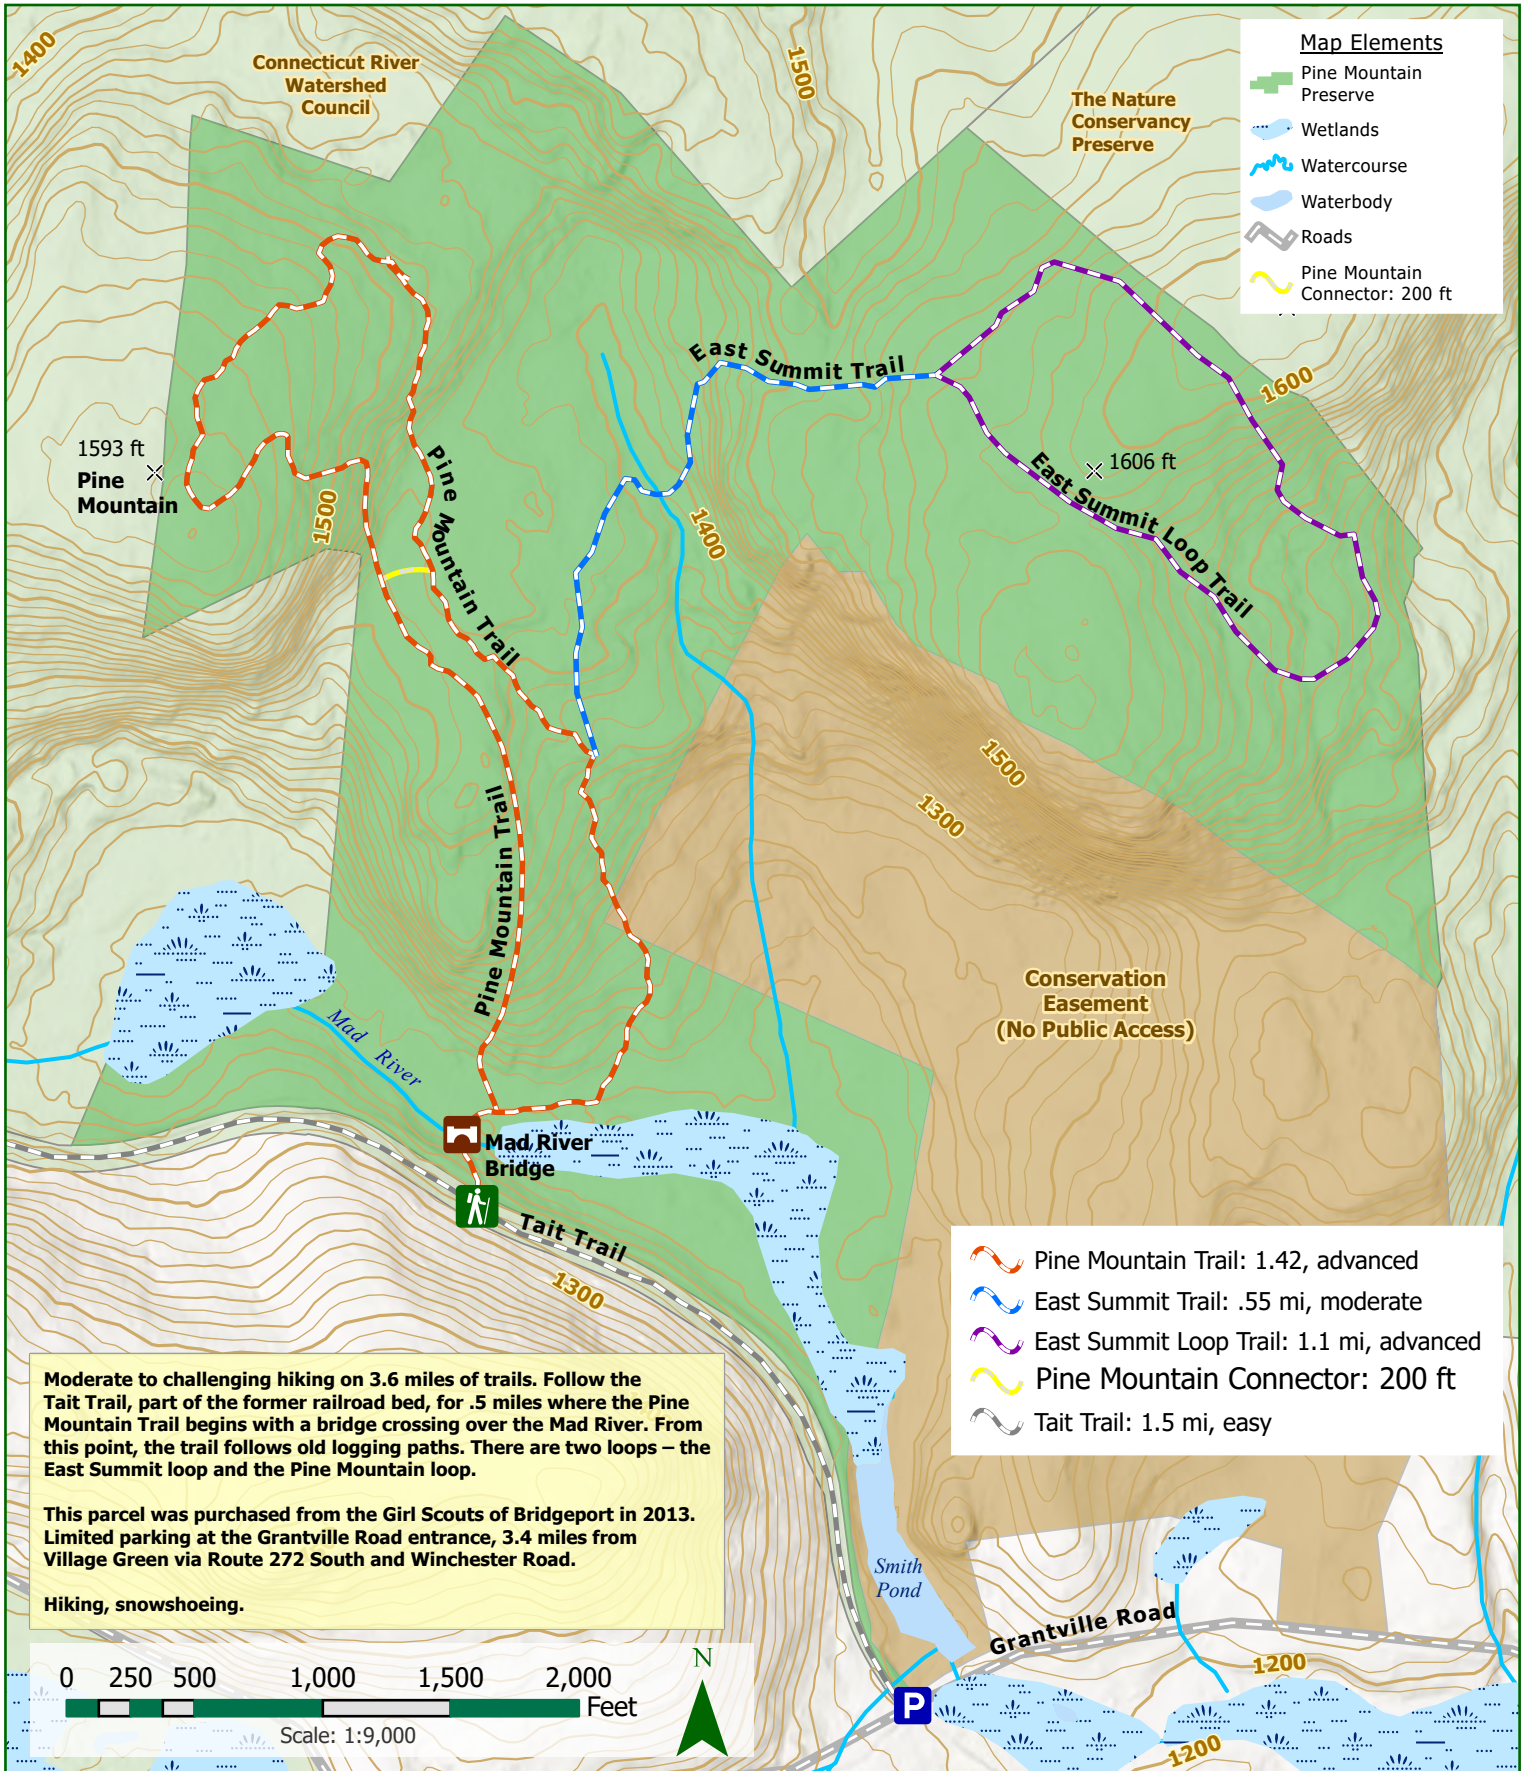 1400
Connecticut River
Watershed
Council
1500
The Nature
Conservancy
Preserve
Map Elements
Pine Mountain
Preserve
Wetlands
Watercourse
Waterbody
Roads
Pine Mountain
Connector: 200 ft
East Summit Trail
1600
1593 ft
Pine
Mountain
1500
Pine Mountain Trail
1400
1606 ft
East Summit Loop Trail
1500
1300
Pine Mountain Trail
Conservation
Easement
(No Public Access)
Mad River
Mad River
Bridge
Tait Trail
1300
Pine Mountain Trail: 1.42, advanced
East Summit Trail: .55 mi, moderate
East Summit Loop Trail: 1.1 mi, advanced
Pine Mountain Connector: 200 ft
Tait Trail: 1.5 mi, easy
Moderate to challenging hiking on 3.6 miles of trails. Follow the
Tait Trail, part of the former railroad bed, for .5 miles where the Pine
Mountain Trail begins with a bridge crossing over the Mad River. From
this point, the trail follows old logging paths. There are two loops – the
East Summit loop and the Pine Mountain loop.
This parcel was purchased from the Girl Scouts of Bridgeport in 2013.
Limited parking at the Grantville Road entrance, 3.4 miles from
Village Green via Route 272 South and Winchester Road.
Hiking, snowshoeing.
Smith
Pond
Grantville Road
1200
0 250 500 1,000 1,500 2,000
Feet
Scale: 1:9,000
N
P
1200